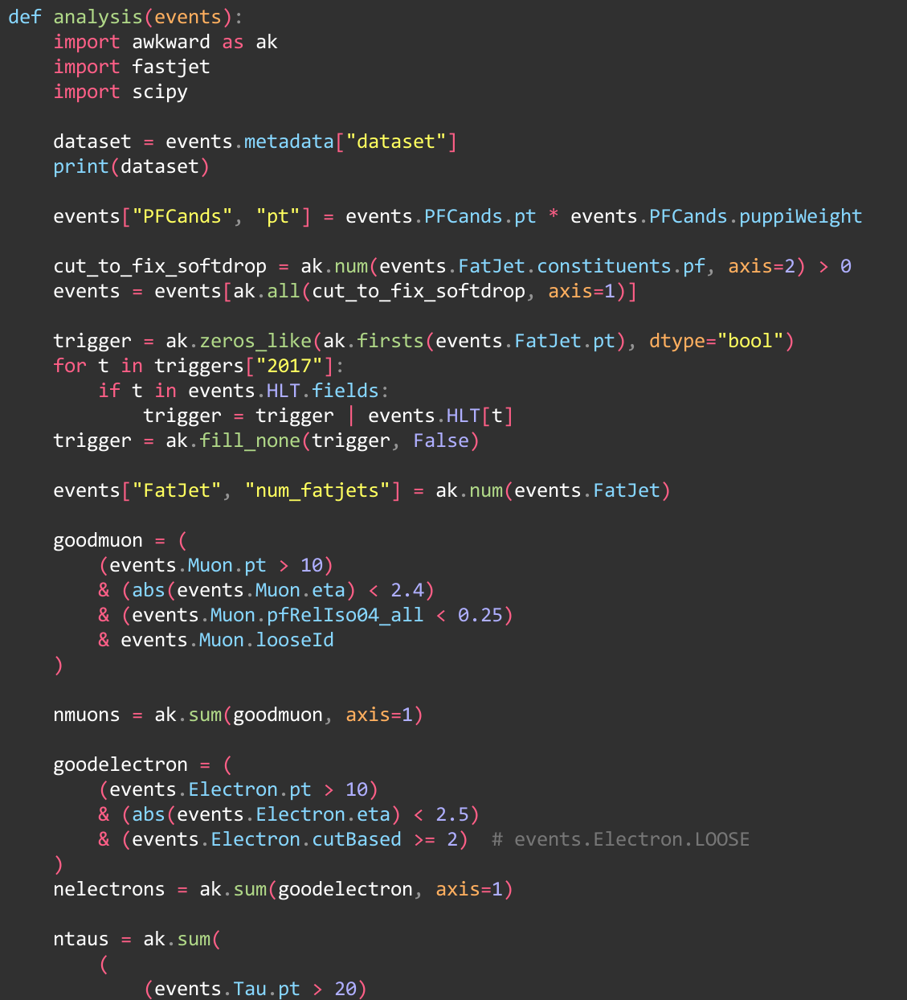 def analysis(events):
    import awkward as ak
    import fastjet
    import scipy

    dataset = events.metadata["dataset"]
    print(dataset)

    events["PFCands", "pt"] = events.PFCands.pt * events.PFCands.puppiWeight

    cut_to_fix_softdrop = ak.num(events.FatJet.constituents.pf, axis=2) > 0
    events = events[ak.all(cut_to_fix_softdrop, axis=1)]

    trigger = ak.zeros_like(ak.firsts(events.FatJet.pt), dtype="bool")
    for t in triggers["2017"]:
        if t in events.HLT.fields:
            trigger = trigger | events.HLT[t]
    trigger = ak.fill_none(trigger, False)

    events["FatJet", "num_fatjets"] = ak.num(events.FatJet)

    goodmuon = (
        (events.Muon.pt > 10)
        & (abs(events.Muon.eta) < 2.4)
        & (events.Muon.pfRelIso04_all < 0.25)
        & events.Muon.looseId
    )

    nmuons = ak.sum(goodmuon, axis=1)

    goodelectron = (
        (events.Electron.pt > 10)
        & (abs(events.Electron.eta) < 2.5)
        & (events.Electron.cutBased >= 2)  # events.Electron.LOOSE
    )
    nelectrons = ak.sum(goodelectron, axis=1)

    ntaus = ak.sum(
        (
            (events.Tau.pt > 20)